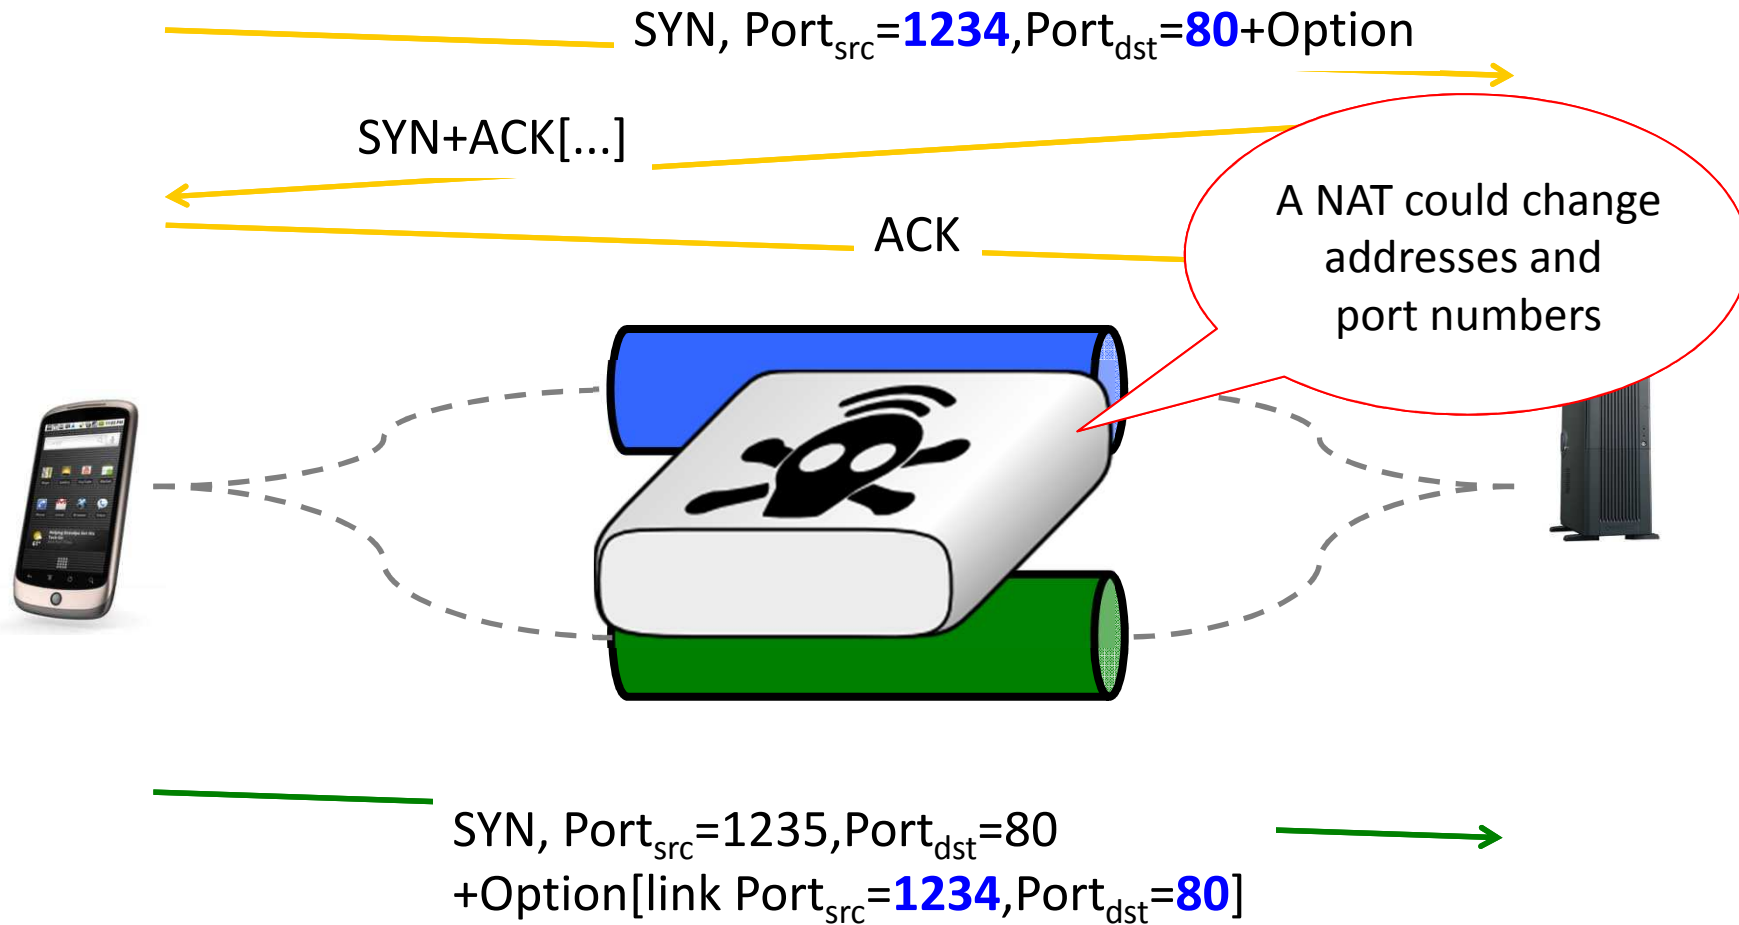 SYN, Portsrc=1234,Portdst=80+Option
SYN+ACK[...]
ACK
A NAT could change
addresses and
port numbers
SYN, Portsrc=1235,Portdst=80
+Option[link Portsrc=1234,Portdst=80]